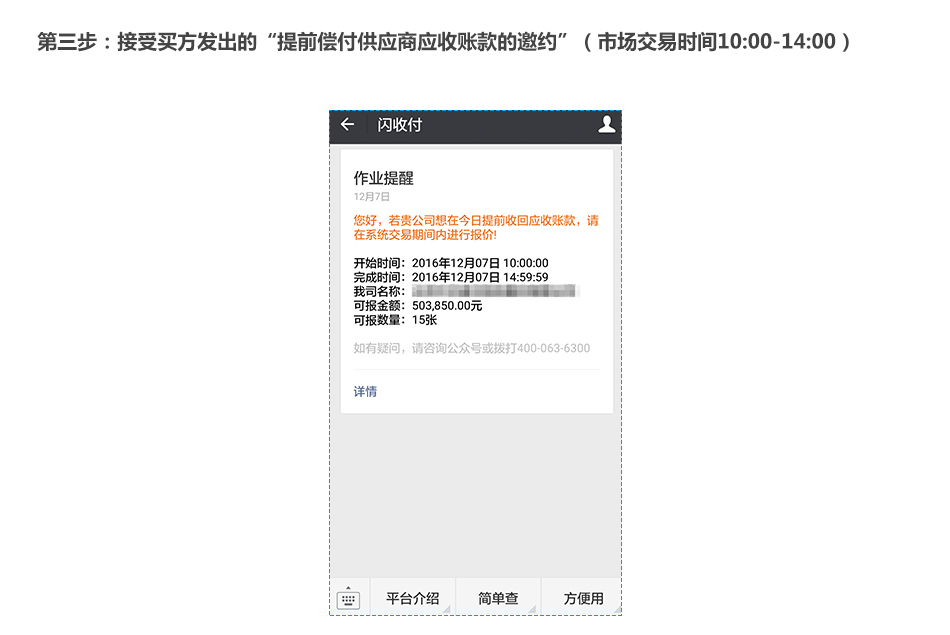 第三步：接受买方发出的“提前偿付供应商应收账款的邀约”（市场交易时间10:00-14:00）
闪收付
作业提醒
12月7日
您好，若贵公司想在今日提前收回应收账款，请
在系统交易期间内进行报价!
开始时间：2016年12月07日 10:00:00
完成时间：2016年12月07日 14:59:59
我司名称：
可报金额：503,850.00元
可报数量：15张
如有疑问，请咨询公众号或拨打400-063-6300
详情
平台介绍
简单查
方便用